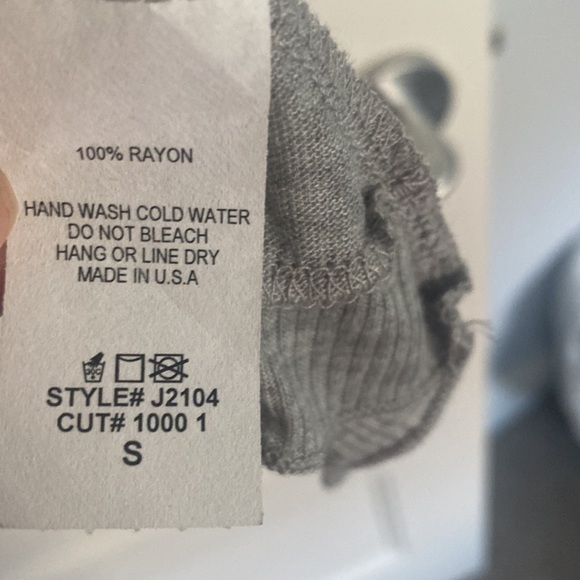 100% RAYON
HAND WASH COLD WATER
DO NOT BLEACH
HANG OR LINE DRY
MADE IN U.S.A
STYLE# J2104
CUT# 1000 1
S